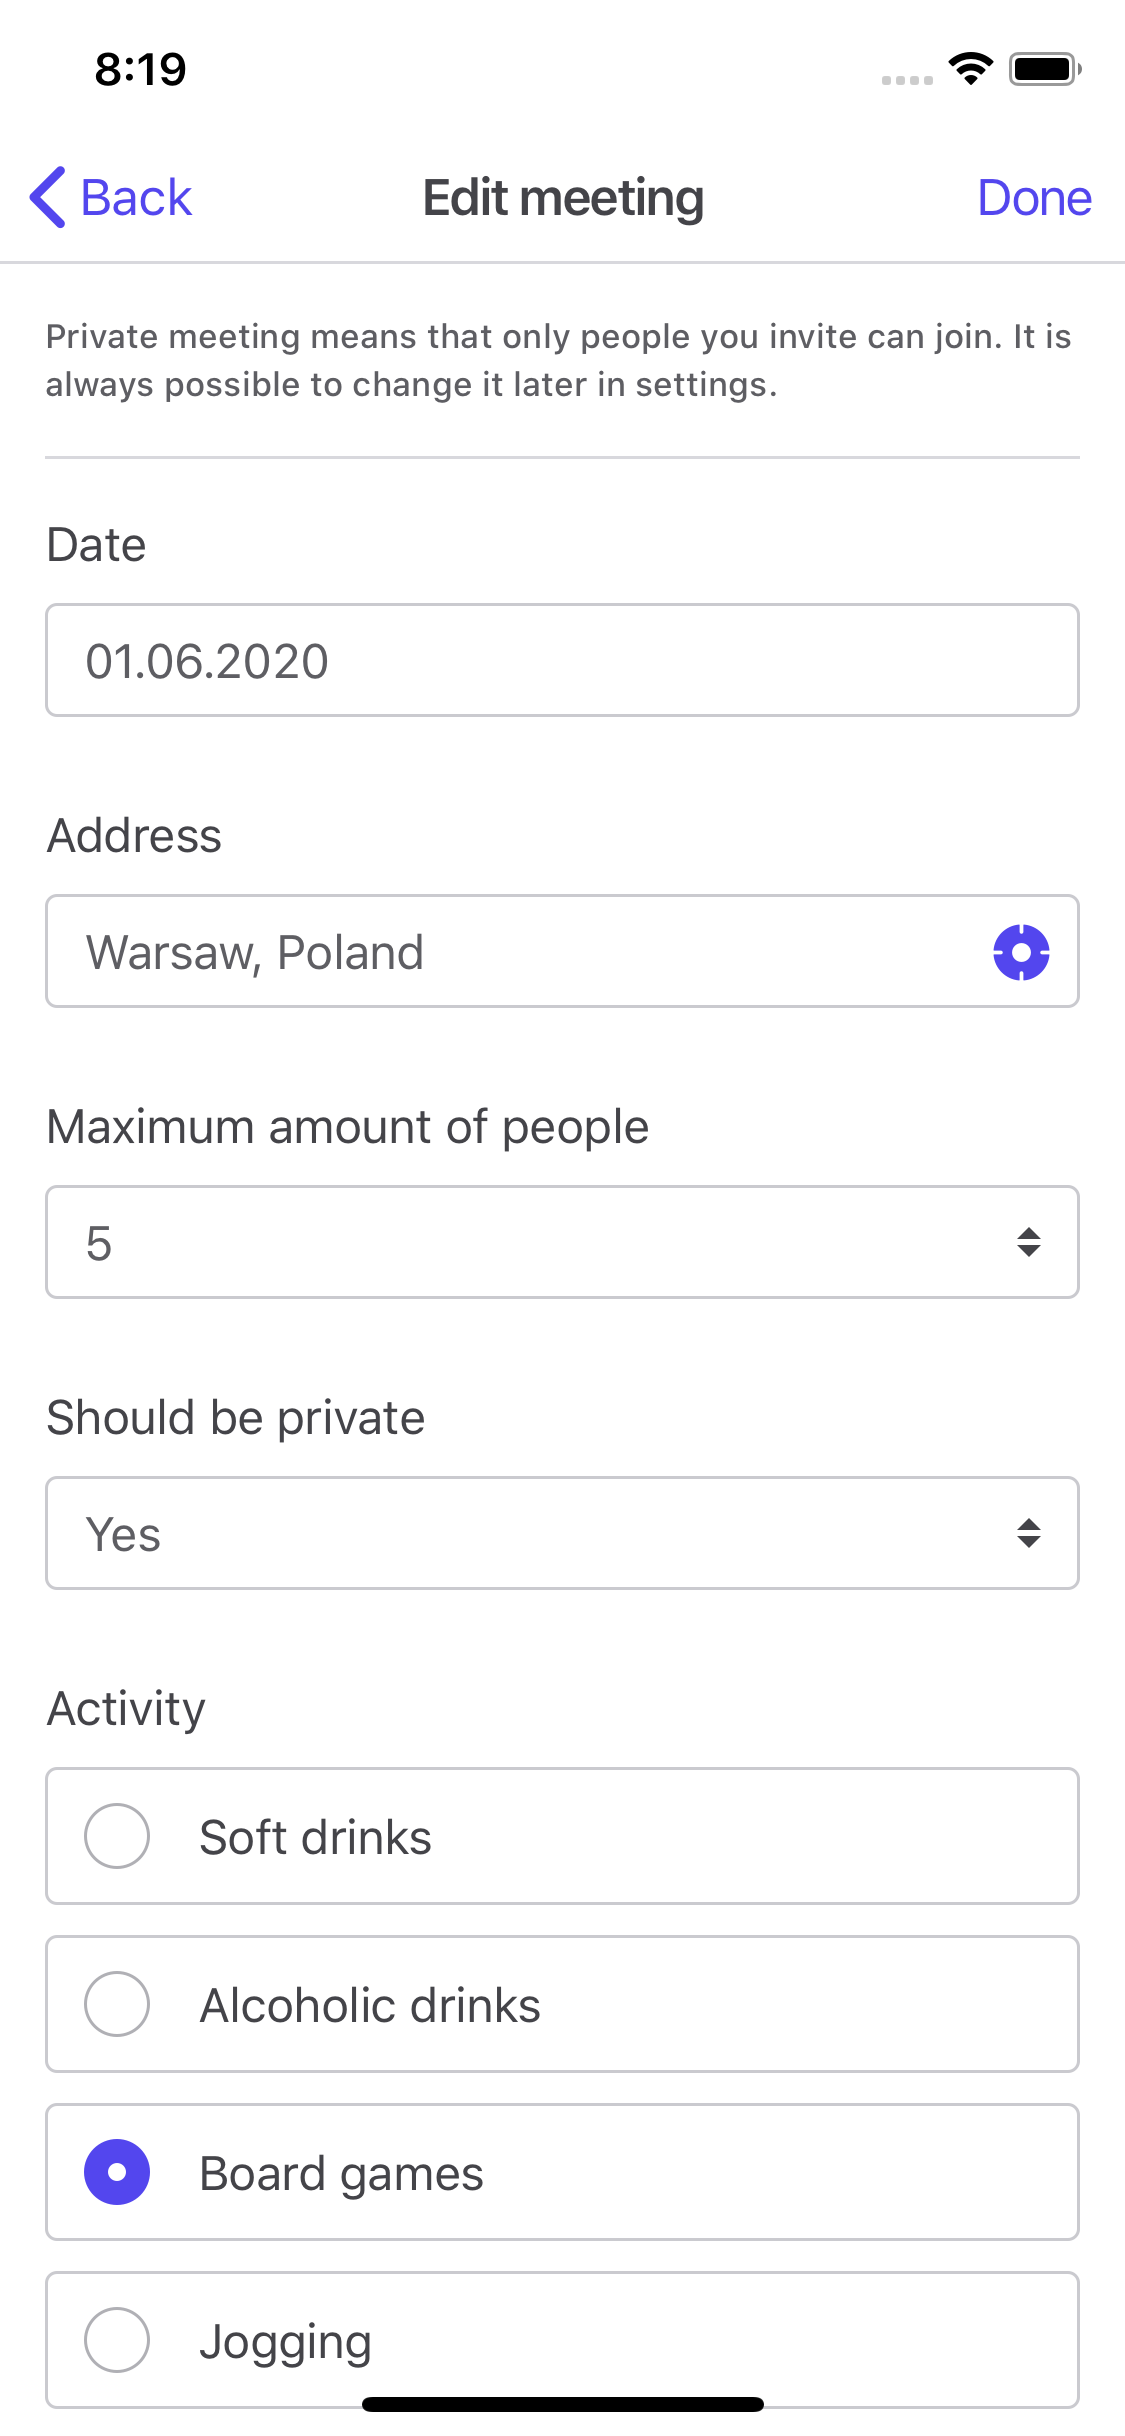 8:19
Back
Edit meeting
Done
Private meeting means that only people you invite can join. It is
always possible to change it later in settings.
Date
01.06.2020
Address
Warsaw, Poland
Maximum amount of people
5
Should be private
Yes
Activity
Soft drinks
Alcoholic drinks
Board games
Jogging